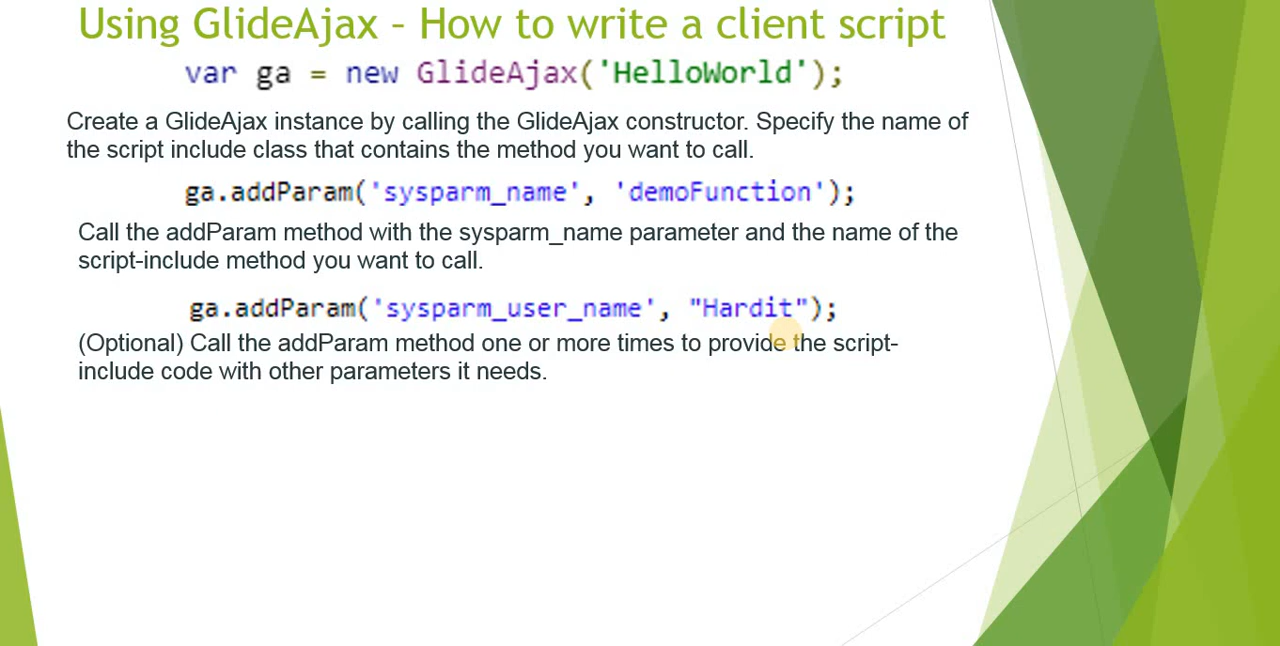 Using GlideAjax – How to write a client script
var ga = new GlideAjax('HelloWorld');
Create a GlideAjax instance by calling the GlideAjax constructor. Specify the name of
the script include class that contains the method you want to call.
ga.addParam('sysparm_name', 'demoFunction');
Call the addParam method with the sysparm_name parameter and the name of the
script-include method you want to call.
ga.addParam('sysparm_user_name', "Hardit");
(Optional) Call the addParam method one or more times to provide the script-
include code with other parameters it needs.